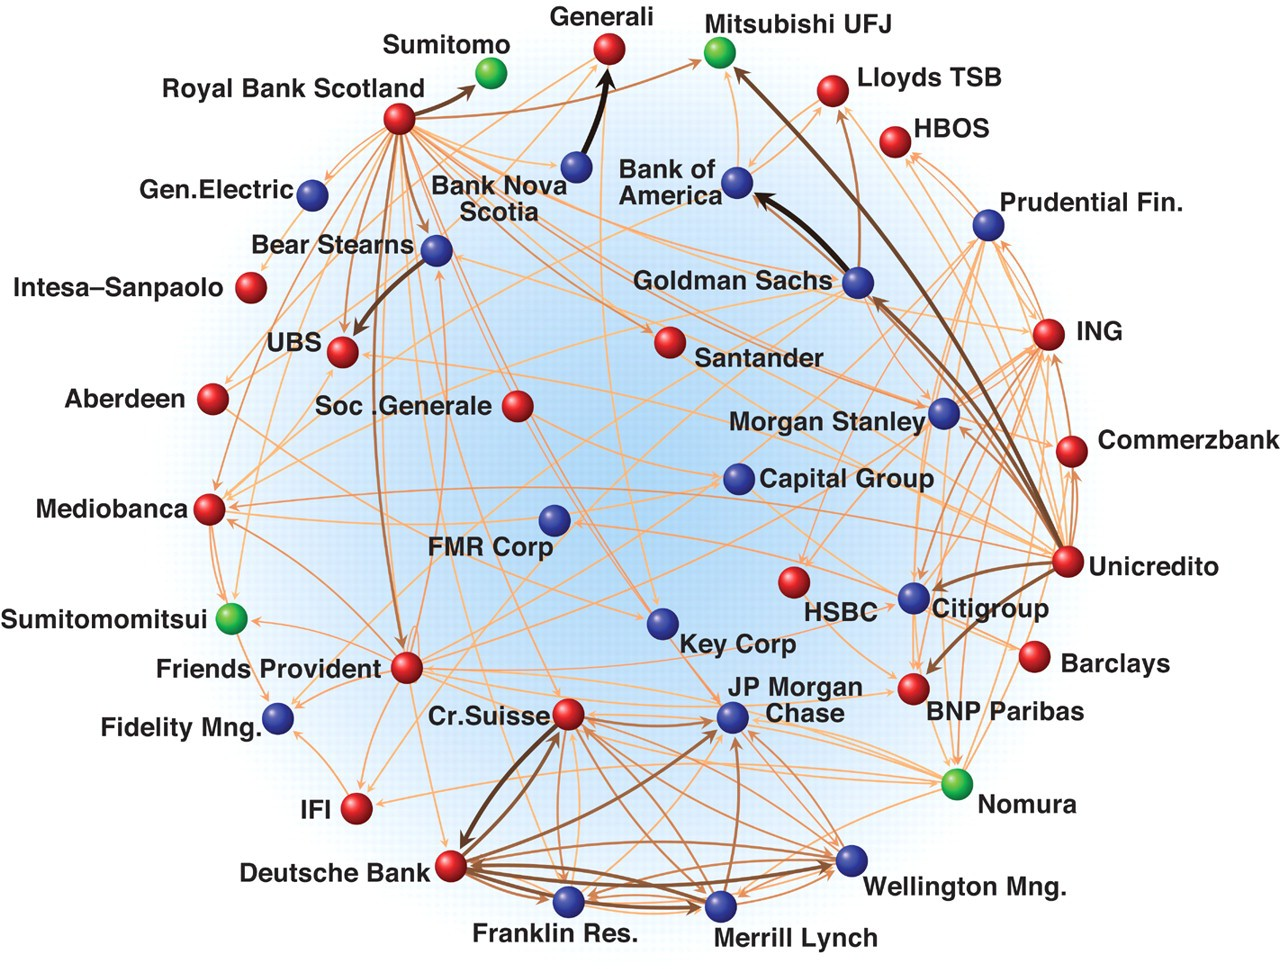 Generali
Mitsubishi UFJ
Sumitomo
Royal Bank Scotland
Lloyds TSB
HBOS
Bank of
America
Gen.Electric
Bank Nova
Scotia
Prudential Fin.
Bear Stearns
Goldman Sachs
Intesa–Sanpaolo
UBS
ING
Santander
Aberdeen
Soc .Generale
Morgan Stanley
Commerzbank
Capital Group
Mediobanca
FMR Corp
Unicredito
HSBC
Citigroup
Sumitomomitsui
Key Corp
Friends Provident
Barclays
JP Morgan
Chase
Cr.Suisse
BNP Paribas
Fidelity Mng.
Nomura
IFI
Deutsche Bank
Wellington Mng.
Franklin Res.
Merrill Lynch